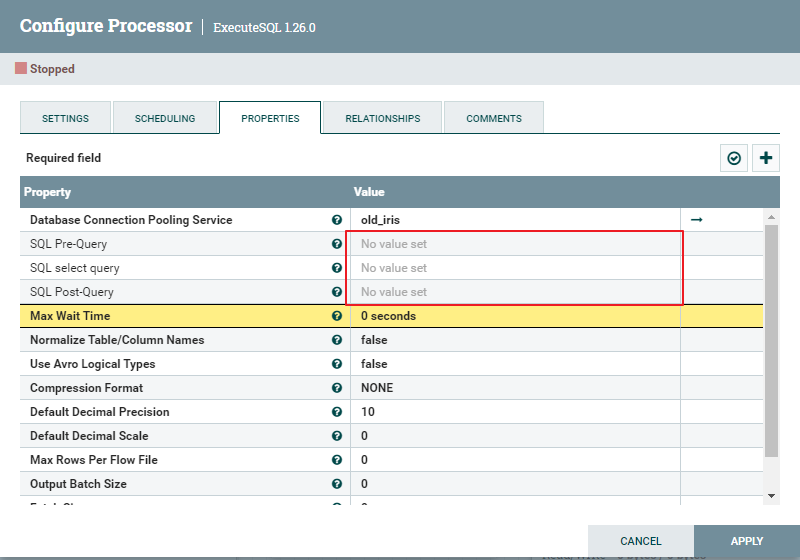 Configure Processor | ExecuteSQL 1.26.0
Stopped
SETTINGS SCHEDULING PROPERTIES RELATIONSHIPS COMMENTS
Required field
Property Value
Database Connection Pooling Service old_iris
SQL Pre-Query No value set
SQL select query No value set
SQL Post-Query No value set
Max Wait Time 0 seconds
Normalize Table/Column Names false
Use Avro Logical Types false
Compression Format NONE
Default Decimal Precision 10
Default Decimal Scale 0
Max Rows Per Flow File 0
Output Batch Size 0
CANCEL APPLY